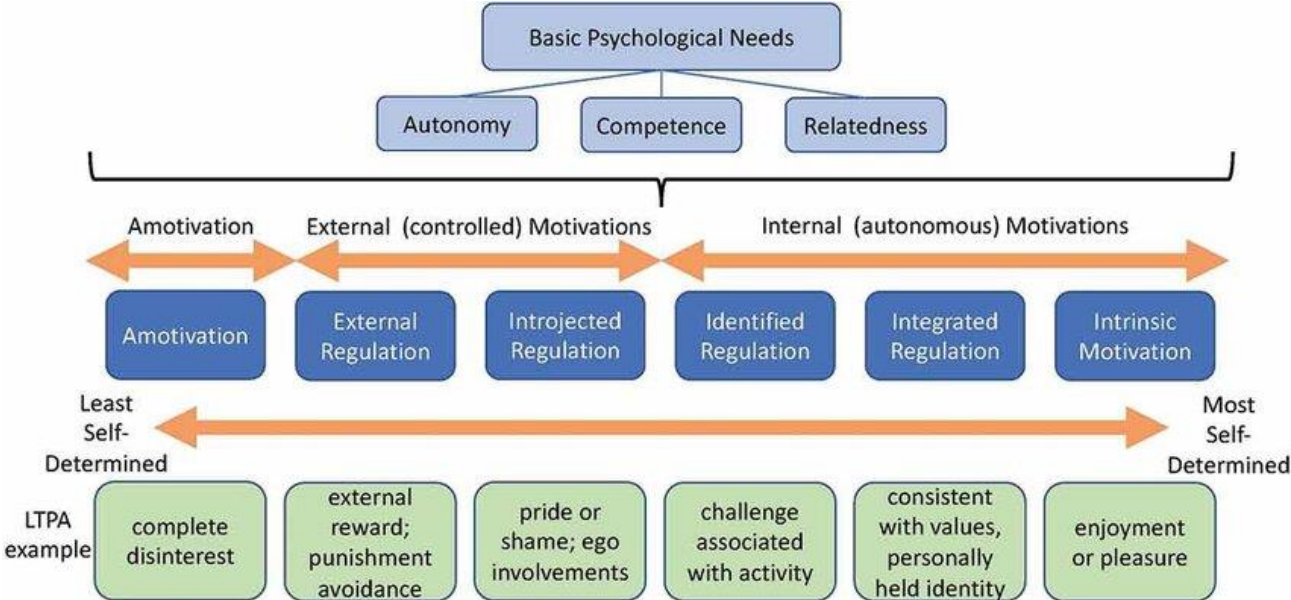 Basic Psychological Needs
Autonomy
Competence
Relatedness
Amotivation
External (controlled) Motivations
Internal (autonomous) Motivations
Amotivation
External
Regulation
Introjected
Regulation
Identified
Regulation
Integrated
Regulation
Intrinsic
Motivation
Least
Self-
Determined
Most
Self-
Determined
LTPA
example
complete
disinterest
external
reward;
punishment
avoidance
pride or
shame; ego
involvements
challenge
associated
with activity
consistent
with values,
personally
held identity
enjoyment
or pleasure